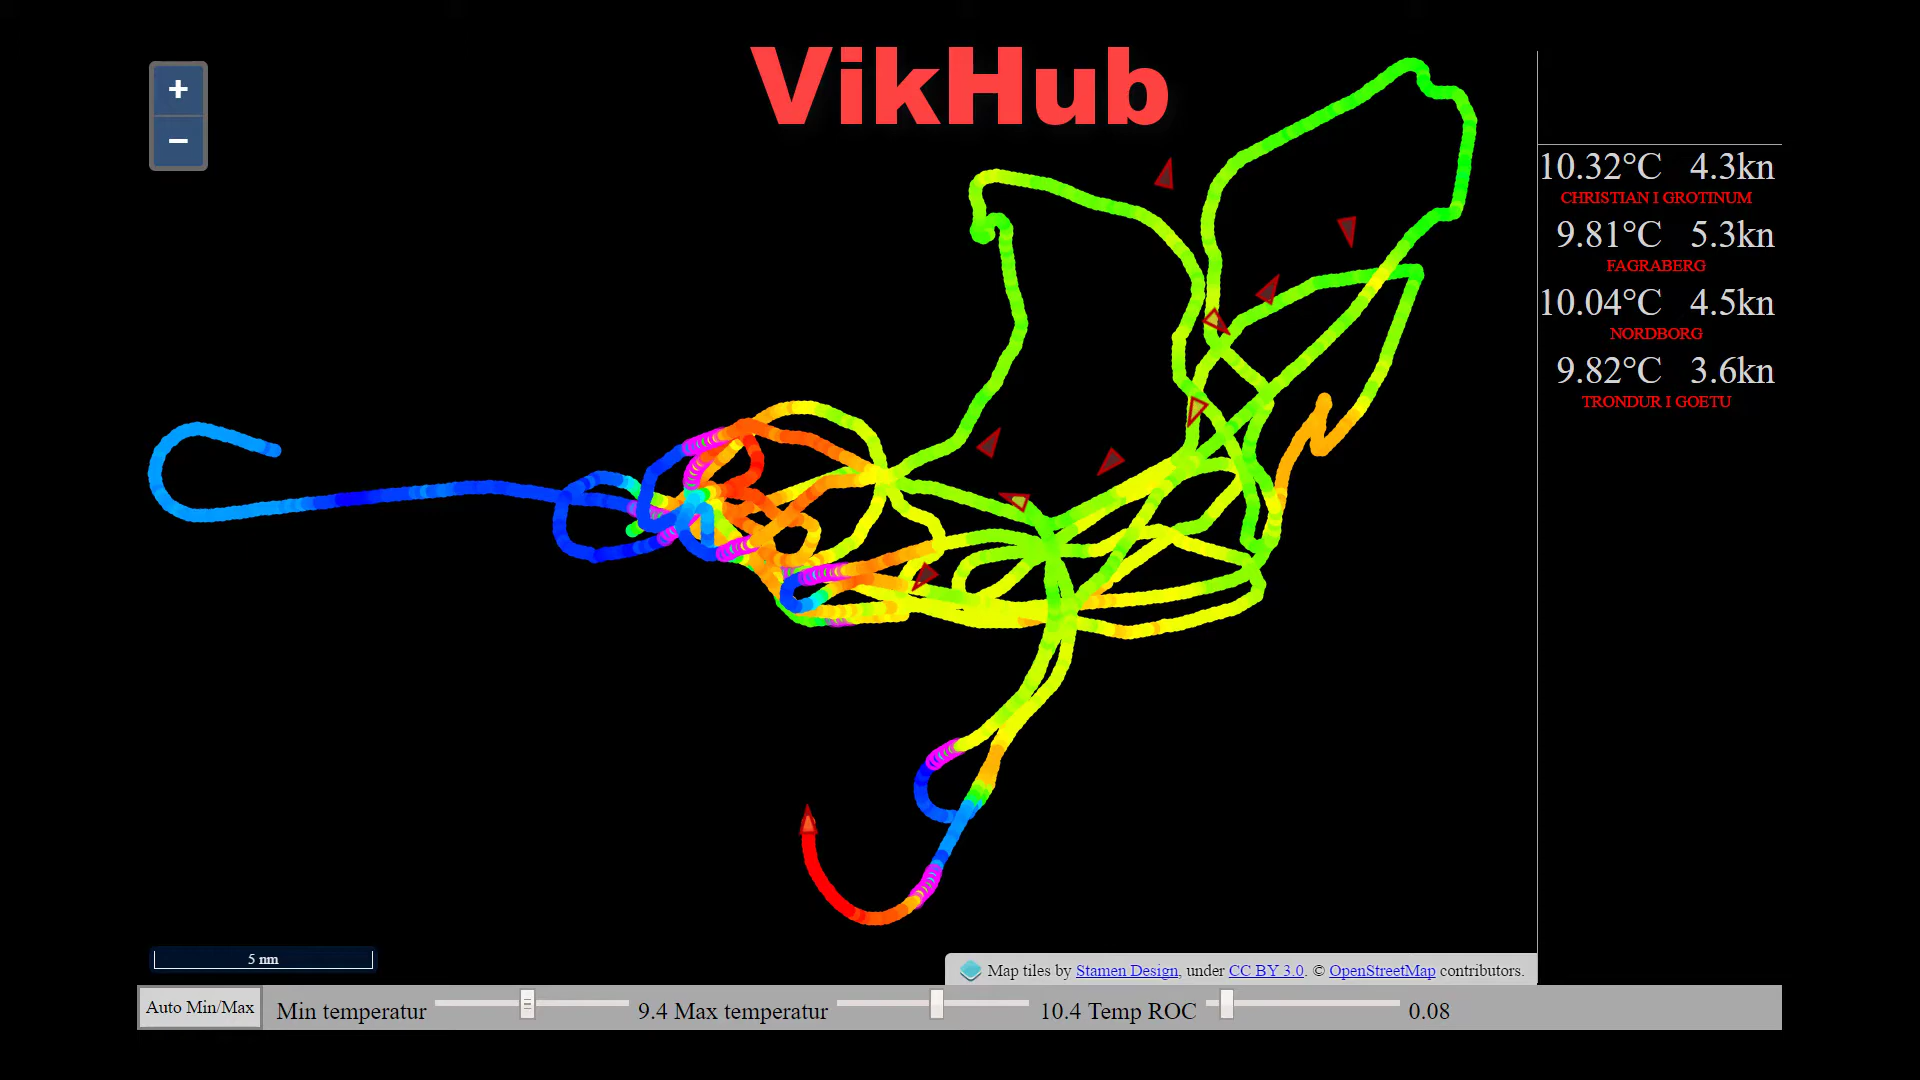 VikHub
+
−
10.32°C 4.3kn
CHRISTIAN I GROTINUM
9.81°C 5.3kn
FAGRABERG
10.04°C 4.5kn
NORDBORG
9.82°C 3.6kn
TRONDUR I GOETU
5 nm
Map tiles by Stamen Design, under CC BY 3.0. © OpenStreetMap contributors.
Auto Min/Max Min temperatur 9.4 Max temperatur 10.4 Temp ROC 0.08